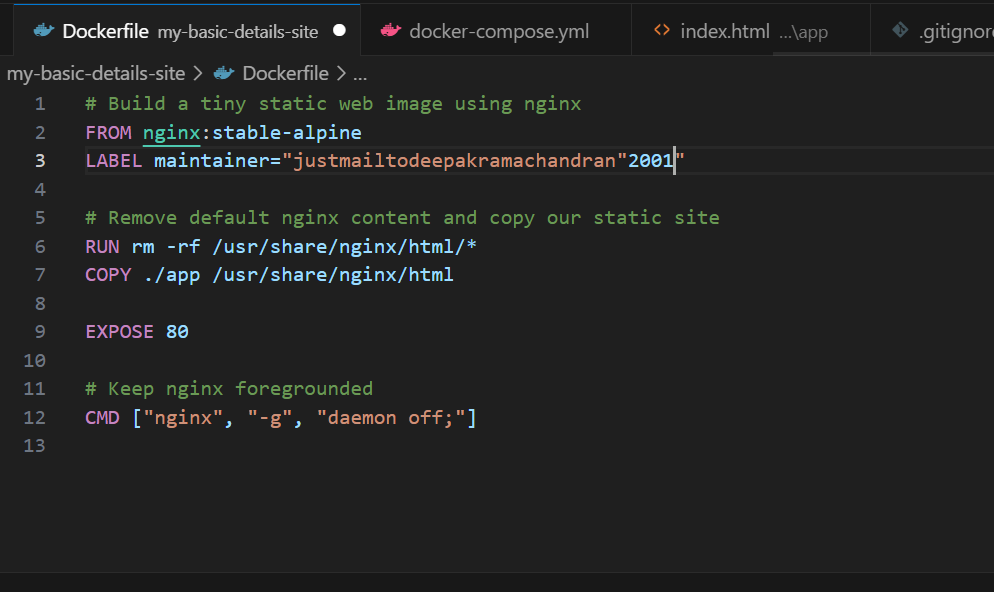 Dockerfile my-basic-details-site docker-compose.yml index.html ...\app .gitignore
my-basic-details-site > Dockerfile > ...
1 # Build a tiny static web image using nginx
2 FROM nginx:stable-alpine
3 LABEL maintainer="justmailtodeepakramachandran"2001"
4
5 # Remove default nginx content and copy our static site
6 RUN rm -rf /usr/share/nginx/html/*
7 COPY ./app /usr/share/nginx/html
8
9 EXPOSE 80
10
11 # Keep nginx foregrounded
12 CMD ["nginx", "-g", "daemon off;"]
13